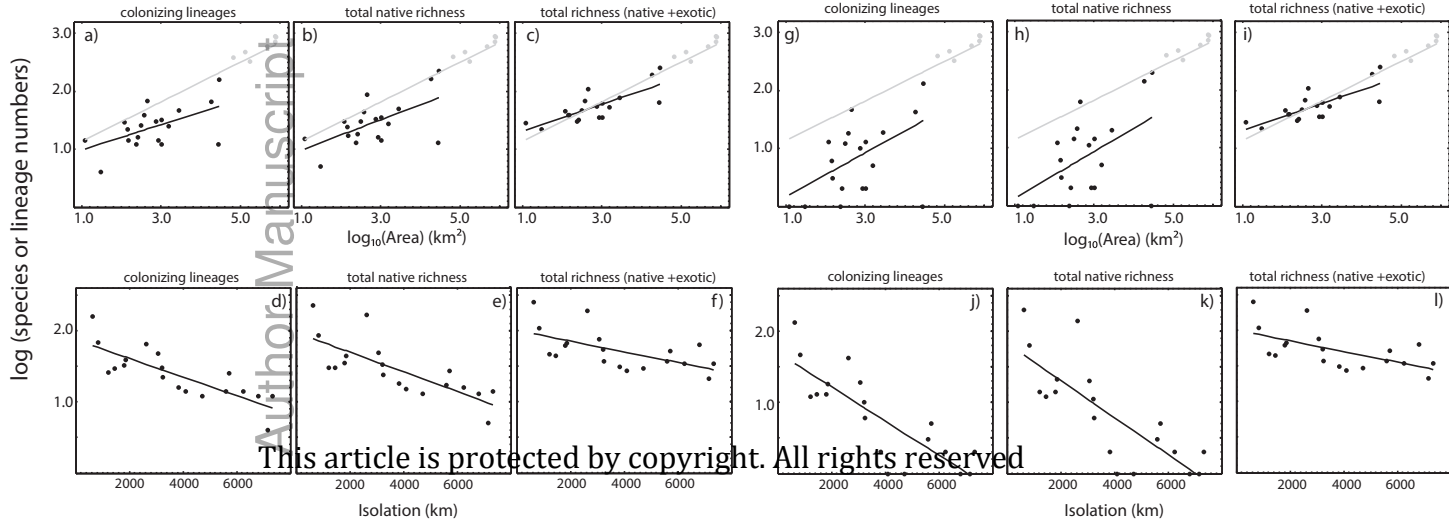 colonizing lineages
total native richness
total richness (native +exotic)
colonizing lineages
total native richness
total richness (native +exotic)
a)
b)
c)
g)
h)
i)
3.0
2.0
1.0
3.0
2.0
1.0
1.0 3.0 5.0
1.0 3.0 5.0
1.0 3.0 5.0
1.0 3.0 5.0
1.0 3.0 5.0
1.0 3.0 5.0
log₁₀(Area) (km²)
log₁₀(Area) (km²)
log (species or lineage numbers)
Author Manuscript
colonizing lineages
total native richness
total richness (native +exotic)
colonizing lineages
total native richness
total richness (native +exotic)
d)
e)
f)
j)
k)
l)
2.0
1.0
2.0
1.0
This article is protected by copyright. All rights reserved
2000 4000 6000
2000 4000 6000
2000 4000 6000
2000 4000 6000
2000 4000 6000
2000 4000 6000
Isolation (km)
Isolation (km)